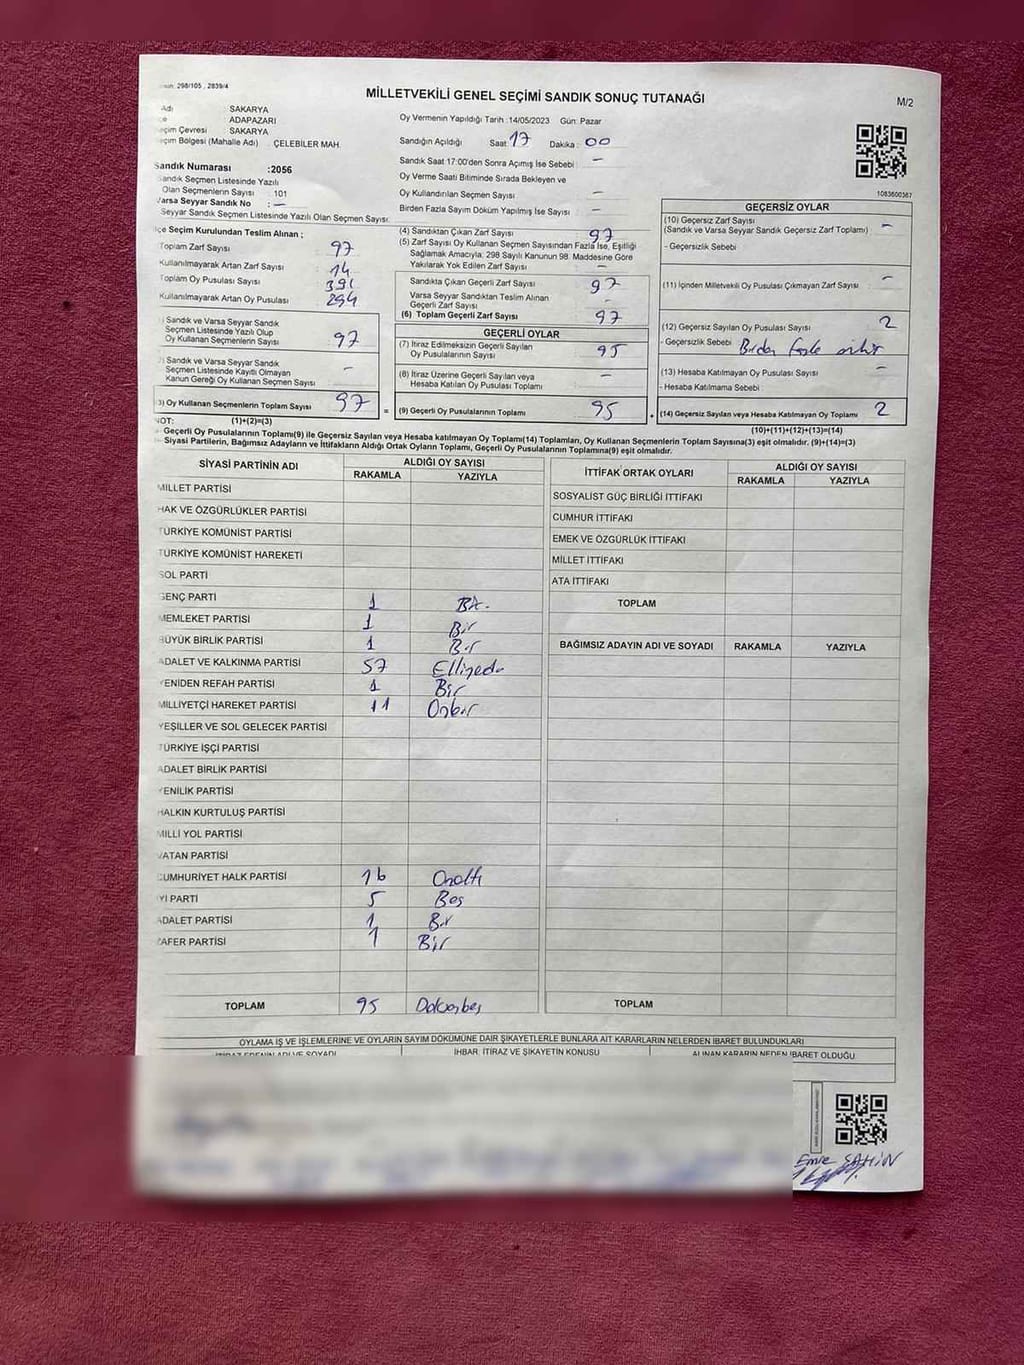 298/105 , 2839/4
MİLLETVEKİLİ GENEL SEÇİMİ SANDIK SONUÇ TUTANAĞI
M/2
Adı SAKARYA
ADAPAZARI
eçim Çevresi SAKARYA
eçim Bölgesi (Mahalle Adı) : ÇELEBİLER MAH.
Oy Vermenin Yapıldığı Tarih :14/05/2023 Gün: Pazar
Sandığın Açıldığı Saat: 17 Dakika : 00
Sandık Saat 17:00'den Sonra Açımış İse Sebebi : —
Oy Verme Saati Bitiminde Sırada Bekleyen ve
Oy Kullandırılan Seçmen Sayısı : —
Birden Fazla Sayım Döküm Yapılmış İse Sayısı : —
1083600367
Sandık Numarası :2056
Sandık Seçmen Listesinde Yazılı
Olan Seçmenlerin Sayısı : 101
Varsa Seyyar Sandık No : —
Seyyar Sandık Seçmen Listesinde Yazılı Olan Seçmen Sayısı:
İlçe Seçim Kurulundan Teslim Alınan ;
Toplam Zarf Sayısı 97
Kullanılmayarak Artan Zarf Sayısı : 14
Toplam Oy Pusulası Sayısı : 391
Kullanılmayarak Artan Oy Pusulası : 294
(4) Sandıktan Çıkan Zarf Sayısı : 97
(5) Zarf Sayısı Oy Kullanan Seçmen Sayısından Fazla İse, Eşitliği
Sağlamak Amacıyla; 298 Sayılı Kanunun 98. Maddesine Göre
Yakılarak Yok Edilen Zarf Sayısı : —
Sandıkta Çıkan Geçerli Zarf Sayısı : 97
Varsa Seyyar Sandıktan Teslim Alınan
Geçerli Zarf Sayısı : -
(6) Toplam Geçerli Zarf Sayısı : 97
GEÇERSİZ OYLAR
(10) Geçersiz Zarf Sayısı
(Sandık ve Varsa Seyyar Sandık Geçersiz Zarf Toplamı) : —
- Geçersizlik Sebebi :
(11) İçinden Milletvekili Oy Pusulası Çıkmayan Zarf Sayısı : —
(12) Geçersiz Sayılan Oy Pusulası Sayısı : 2
- Geçersizlik Sebebi : Birden fazla mühür
(13) Hesaba Katılmayan Oy Pusulası Sayısı : —
- Hesaba Katılmama Sebebi :
(14) Geçersiz Sayılan veya Hesaba Katılmayan Oy Toplamı : 2
(10)+(11)+(12)+(13)=(14)
) Sandık ve Varsa Seyyar Sandık
Seçmen Listesinde Yazılı Olup
Oy Kullanan Seçmenlerin Sayısı : 97
) Sandık ve Varsa Seyyar Sandık
Seçmen Listesinde Kayıtlı Olmayan
Kanun Gereği Oy Kullanan Seçmen Sayısı : —
3) Oy Kullanan Seçmenlerin Toplam Sayısı : 97 =
(1)+(2)=(3)
GEÇERLİ OYLAR
(7) İtiraz Edilmeksizin Geçerli Sayılan
Oy Pusulalarının Sayısı : 95
(8) İtiraz Üzerine Geçerli Sayılan veya
Hesaba Katılan Oy Pusulası Toplamı : —
(9) Geçerli Oy Pusulalarının Toplamı : 95 +
NOT:
Geçerli Oy Pusulalarının Toplamı(9) ile Geçersiz Sayılan veya Hesaba katılmayan Oy Toplamı(14) Toplamları, Oy Kullanan Seçmenlerin Toplam Sayısına(3) eşit olmalıdır. (9)+(14)=(3)
Siyasi Partilerin, Bağımsız Adayların ve İttifakların Aldığı Ortak Oyların Toplamı, Geçerli Oy Pusulalarının Toplamına(9) eşit olmalıdır.
SİYASİ PARTİNİN ADI ALDIĞI OY SAYISI
RAKAMLA YAZIYLA
MİLLET PARTİSİ
HAK VE ÖZGÜRLÜKLER PARTİSİ
TÜRKİYE KOMÜNİST PARTİSİ
TÜRKİYE KOMÜNİST HAREKETİ
SOL PARTİ
GENÇ PARTİ 1 Bir.
MEMLEKET PARTİSİ 1 Bir
BÜYÜK BİRLİK PARTİSİ 1 Bir
ADALET VE KALKINMA PARTİSİ 57 Elliyedi
YENİDEN REFAH PARTİSİ 1 Bir
MİLLİYETÇİ HAREKET PARTİSİ 11 Onbir
YEŞİLLER VE SOL GELECEK PARTİSİ
TÜRKİYE İŞÇİ PARTİSİ
ADALET BİRLİK PARTİSİ
YENİLİK PARTİSİ
HALKIN KURTULUŞ PARTİSİ
MİLLİ YOL PARTİSİ
VATAN PARTİSİ
CUMHURİYET HALK PARTİSİ 16 Onaltı
İYİ PARTİ 5 Beş
ADALET PARTİSİ 1 Bir
ZAFER PARTİSİ 1 Bir
TOPLAM 95 Doksanbeş
İTTİFAK ORTAK OYLARI ALDIĞI OY SAYISI
RAKAMLA YAZIYLA
SOSYALİST GÜÇ BİRLİĞİ İTTİFAKI
CUMHUR İTTİFAKI
EMEK VE ÖZGÜRLÜK İTTİFAKI
MİLLET İTTİFAKI
ATA İTTİFAKI
TOPLAM
BAĞIMSIZ ADAYIN ADI VE SOYADI RAKAMLA YAZIYLA
TOPLAM
OYLAMA İŞ VE İŞLEMLERİNE VE OYLARIN SAYIM DÖKÜMÜNE DAİR ŞİKAYETLERLE BUNLARA AİT KARARLARIN NELERDEN İBARET BULUNDUKLARI
İTİRAZ EDENİN ADI VE SOYADI İHBAR, İTİRAZ VE ŞİKAYETİN KONUSU ALINAN KARARIN NEDEN İBARET OLDUĞU
Emre ŞAHİN